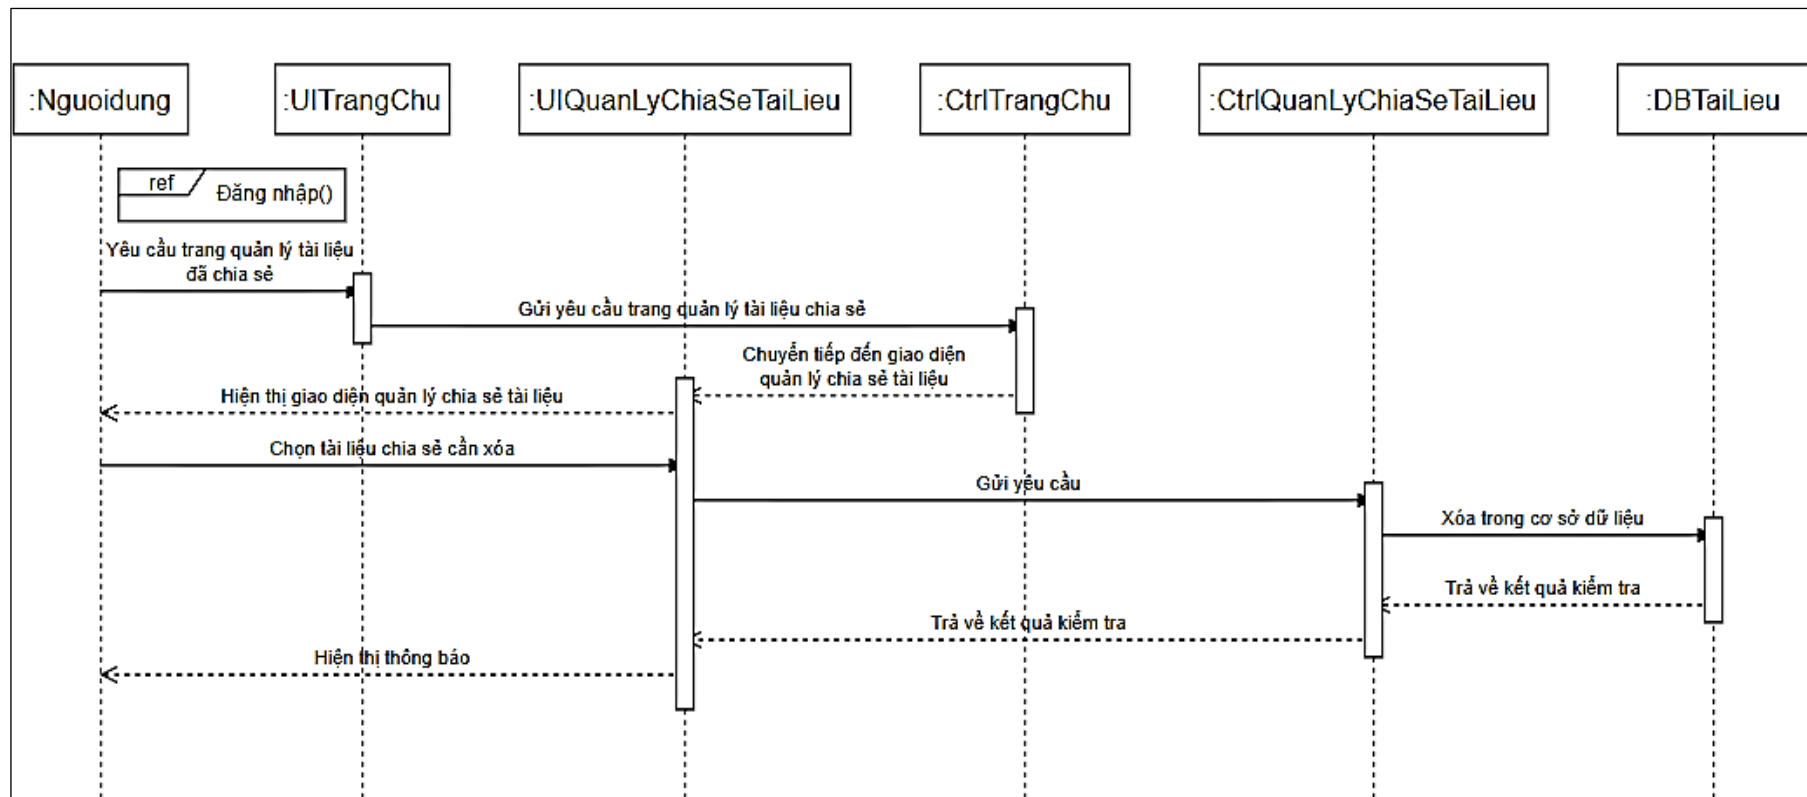 :Nguoidung
:UITrangChu
:UIQuanLyChiaSeTaiLieu
:CtrlTrangChu
:CtrlQuanLyChiaSeTaiLieu
:DBTaiLieu
ref
Đăng nhập()
Yêu cầu trang quản lý tài liệu
đã chia sẻ
Gửi yêu cầu trang quản lý tài liệu chia sẻ
Chuyển tiếp đến giao diện
quản lý chia sẻ tài liệu
Hiện thị giao diện quản lý chia sẻ tài liệu
Chọn tài liệu chia sẻ cần xóa
Gửi yêu cầu
Xóa trong cơ sở dữ liệu
Trả về kết quả kiểm tra
Trả về kết quả kiểm tra
Hiện thị thông báo